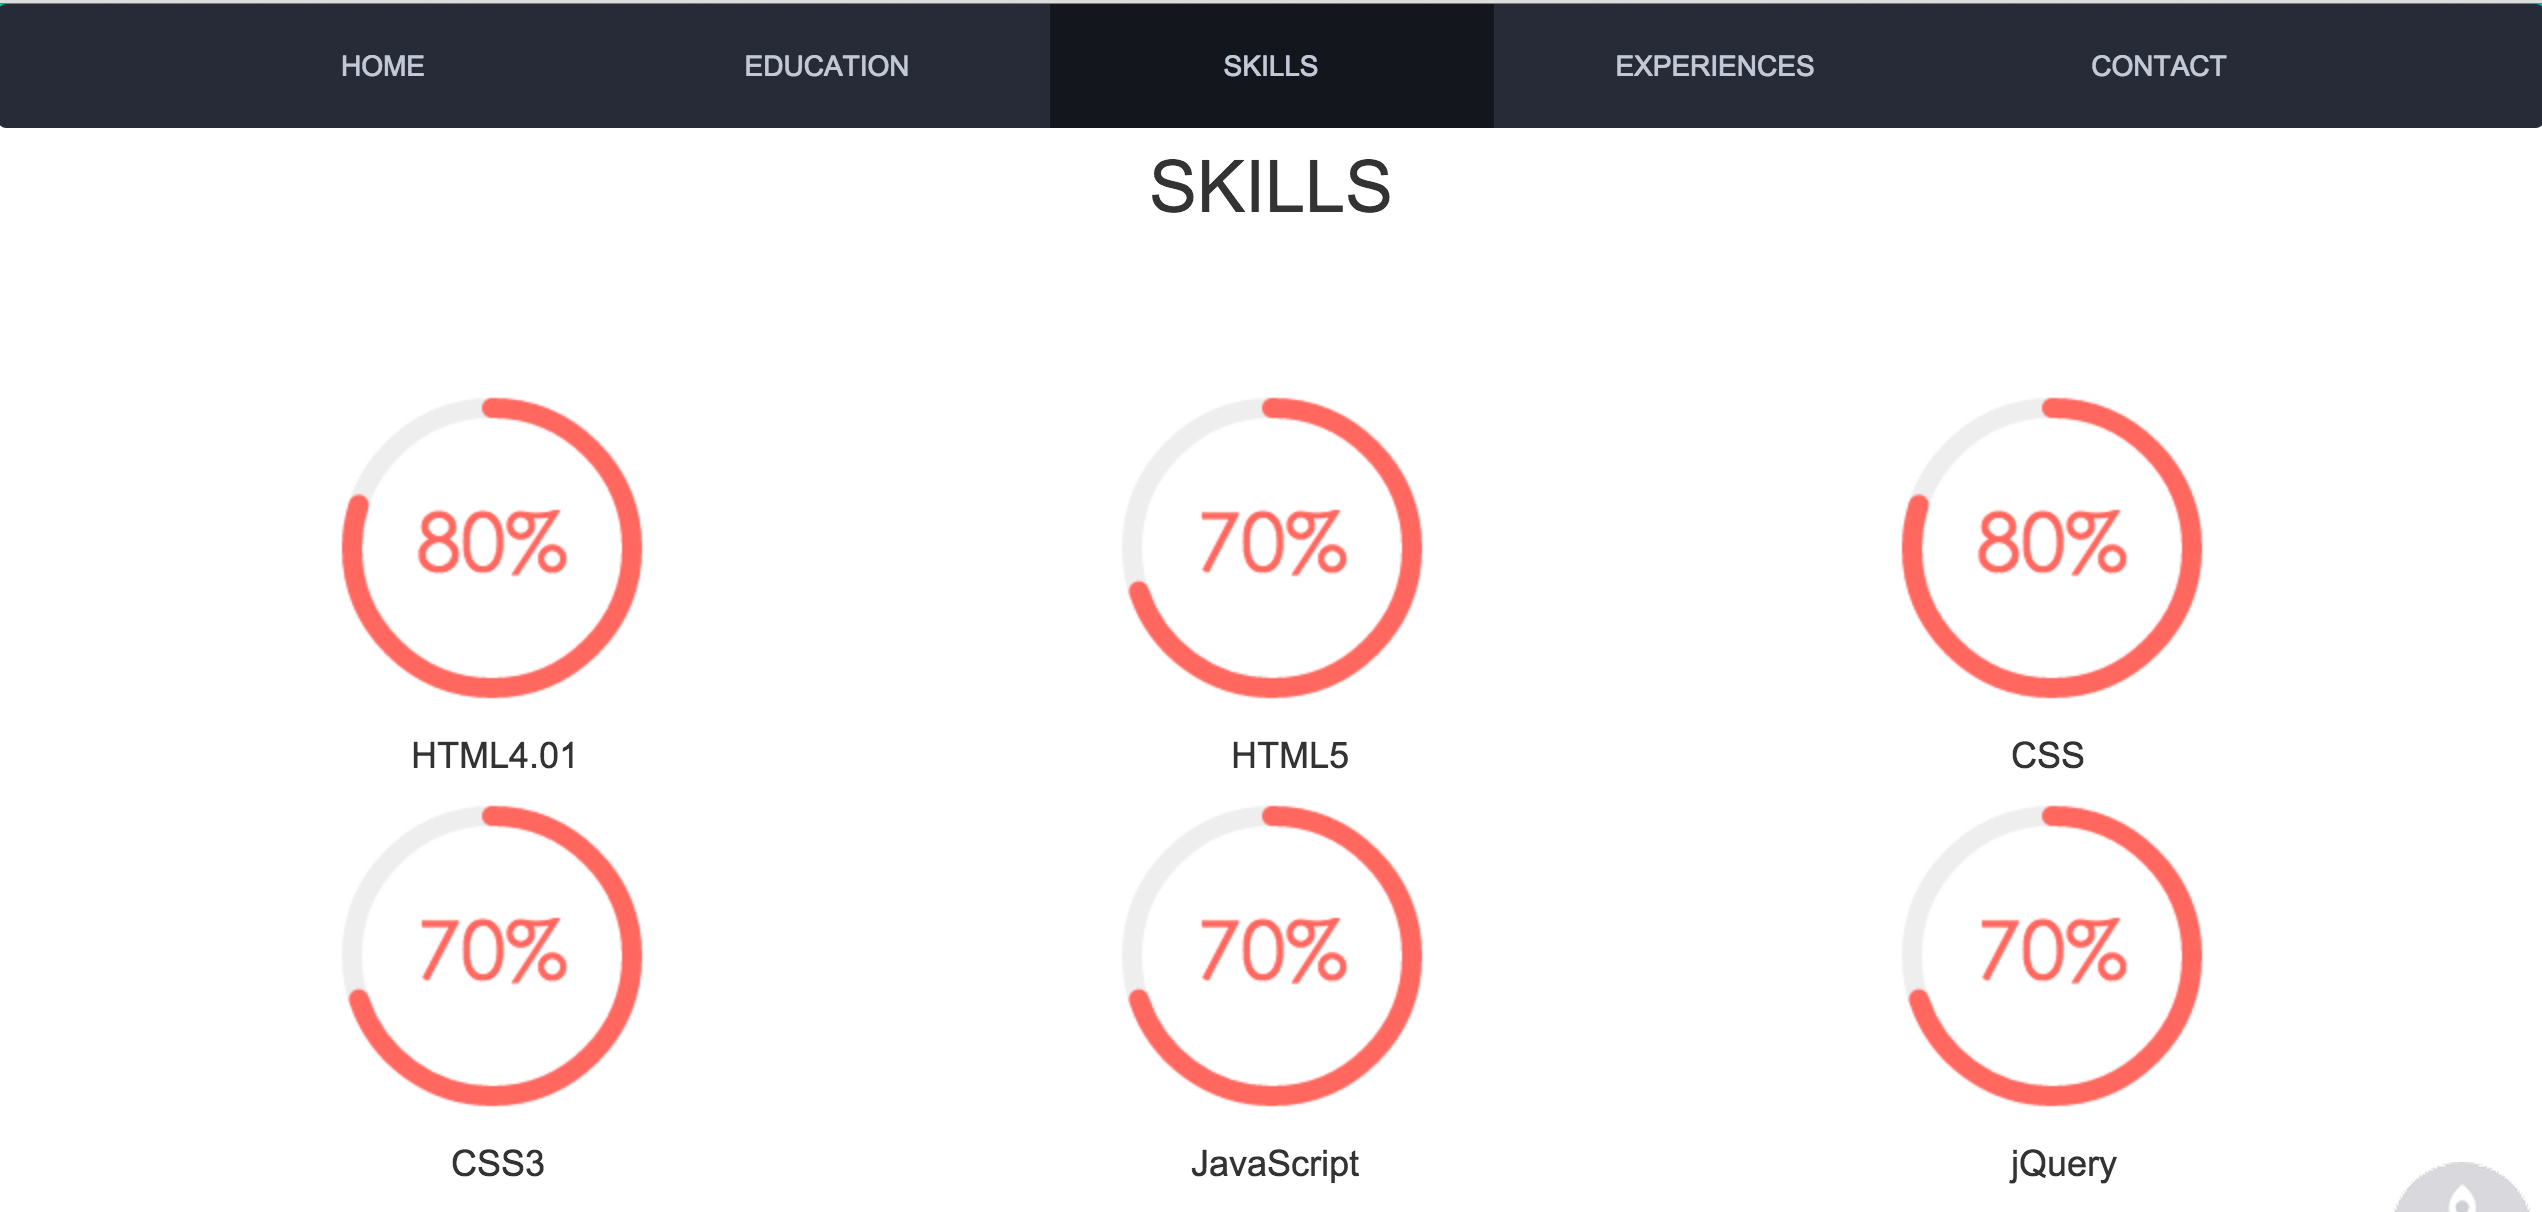 HOME EDUCATION SKILLS EXPERIENCES CONTACT
SKILLS
80% 70% 80%
HTML4.01 HTML5 CSS
70% 70% 70%
CSS3 JavaScript jQuery